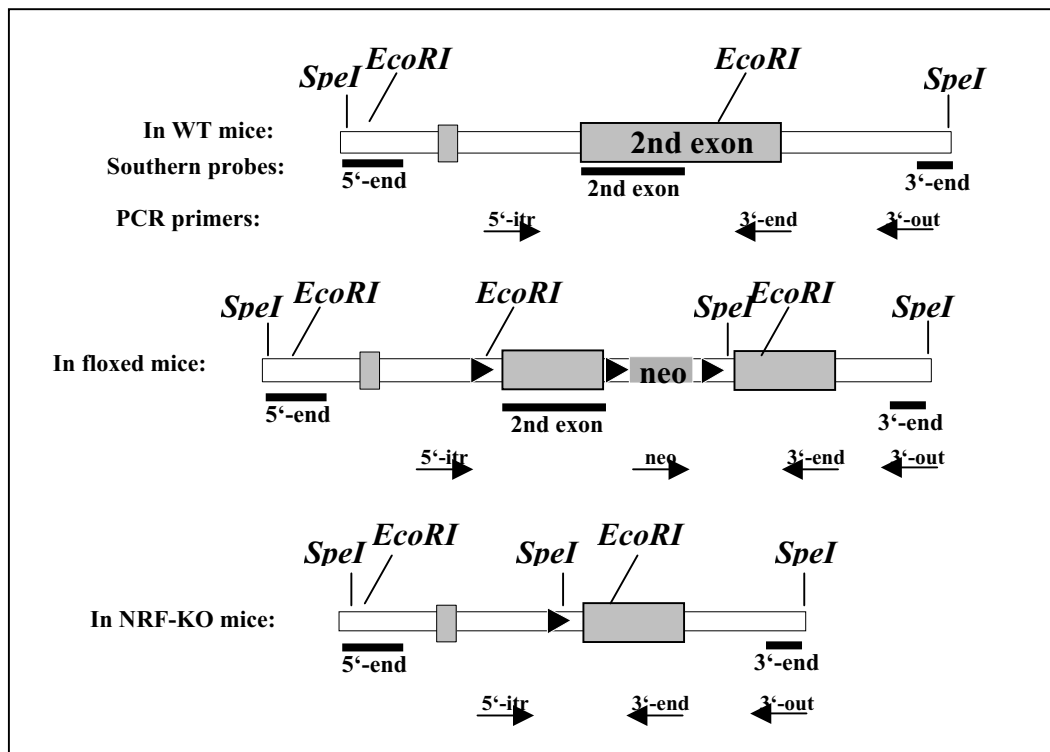 SpeI EcoRI EcoRI SpeI
In WT mice: 2nd exon
Southern probes: 5‘-end 2nd exon 3‘-end
PCR primers: 5‘-itr 3‘-end 3‘-out
SpeI EcoRI EcoRI SpeI EcoRI SpeI
In floxed mice: neo
5‘-end 2nd exon 3‘-end
5‘-itr neo 3‘-end 3‘-out
SpeI EcoRI SpeI EcoRI SpeI
In NRF-KO mice:
5‘-end 3‘-end
5‘-itr 3‘-end 3‘-out